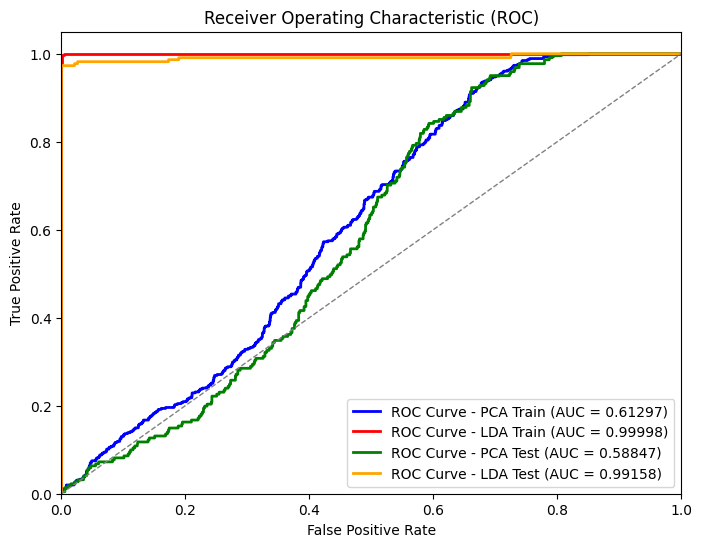 Receiver Operating Characteristic (ROC)
True Positive Rate
1.0
0.8
0.6
0.4
0.2
0.0
ROC Curve - PCA Train (AUC = 0.61297)
ROC Curve - LDA Train (AUC = 0.99998)
ROC Curve - PCA Test (AUC = 0.58847)
ROC Curve - LDA Test (AUC = 0.99158)
0.0 0.2 0.4 0.6 0.8 1.0
False Positive Rate